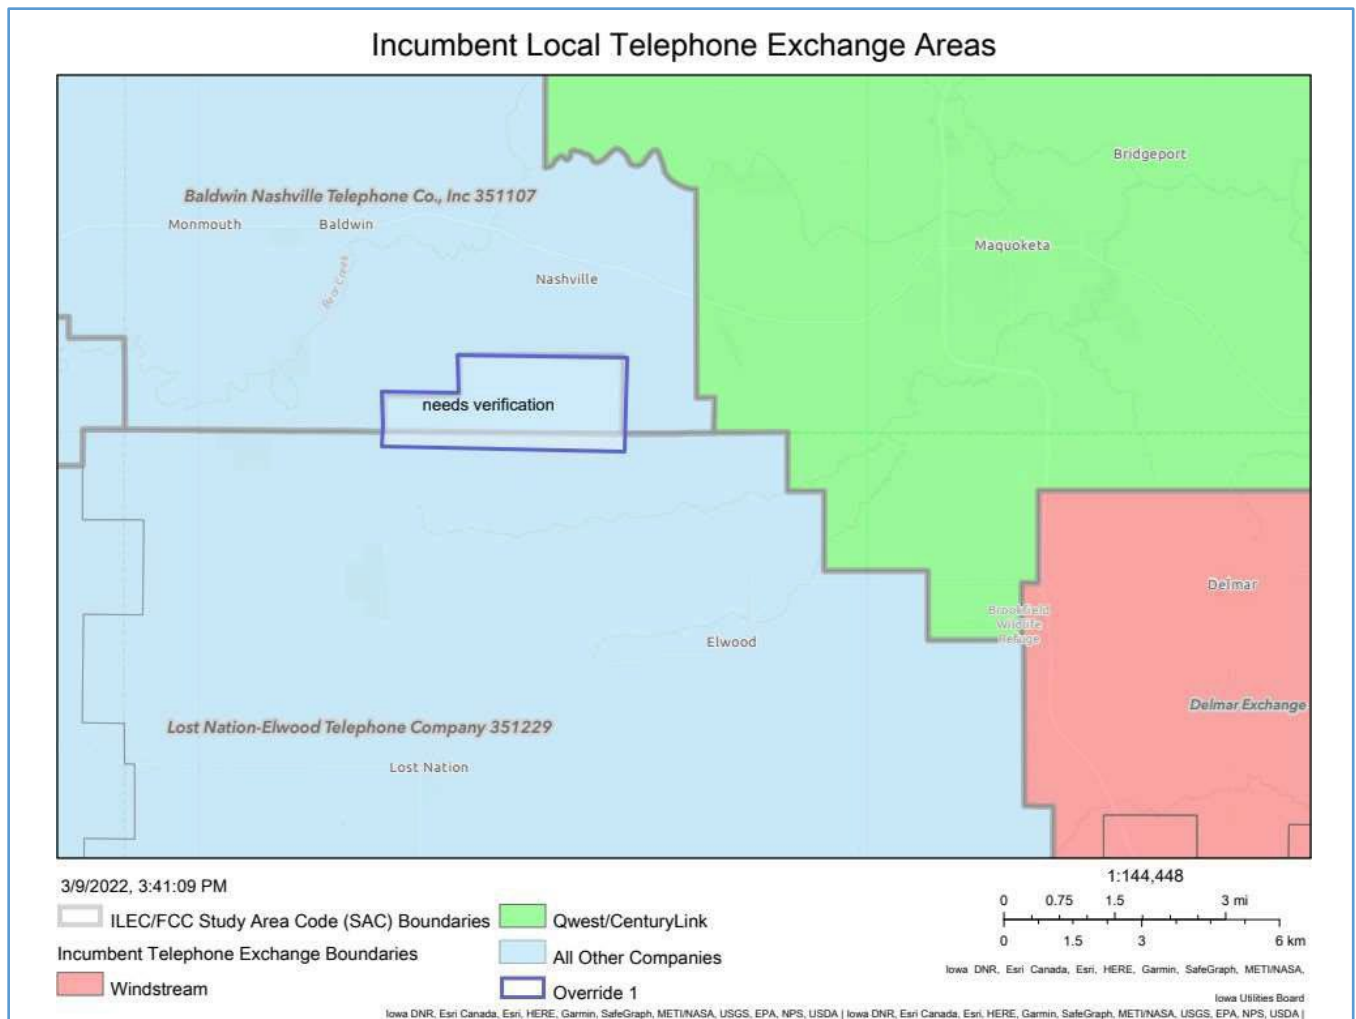 Incumbent Local Telephone Exchange Areas
Bridgeport
Baldwin Nashville Telephone Co., Inc 351107
Monmouth
Baldwin
Maquoketa
Bear Creek
Nashville
needs verification
Delmar
Brookfield
Wildlife
Refuge
Elwood
Delmar Exchange
Lost Nation-Elwood Telephone Company 351229
Lost Nation
3/9/2022, 3:41:09 PM
1:144,448
ILEC/FCC Study Area Code (SAC) Boundaries
Incumbent Telephone Exchange Boundaries
Windstream
Qwest/CenturyLink
All Other Companies
Override 1
0 0.75 1.5 3 mi
0 1.5 3 6 km
Iowa DNR, Esri Canada, Esri, HERE, Garmin, SafeGraph, METI/NASA,
Iowa Utilities Board
Iowa DNR, Esri Canada, Esri, HERE, Garmin, SafeGraph, METI/NASA, USGS, EPA, NPS, USDA | Iowa DNR, Esri Canada, Esri, HERE, Garmin, SafeGraph, METI/NASA, USGS, EPA, NPS, USDA |